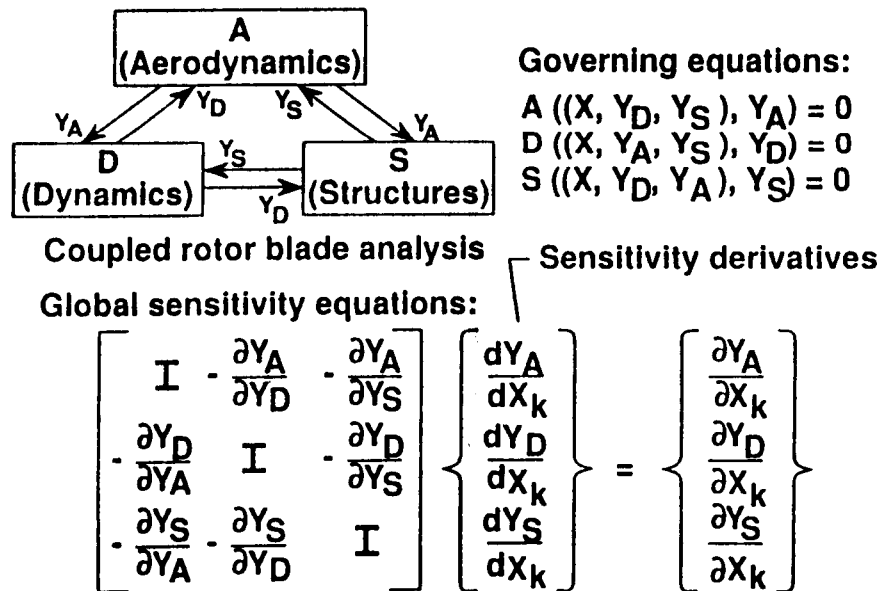 A
(Aerodynamics)
Y_A Y_D Y_S Y_A
D
(Dynamics)
Y_S
Y_D
S
(Structures)
Coupled rotor blade analysis
Governing equations:
A ((X, Y_D, Y_S), Y_A) = 0
D ((X, Y_A, Y_S), Y_D) = 0
S ((X, Y_D, Y_A), Y_S) = 0
Sensitivity derivatives
Global sensitivity equations:
I - ∂Y_A/∂Y_D - ∂Y_A/∂Y_S dY_A/dX_k ∂Y_A/∂X_k
- ∂Y_D/∂Y_A I - ∂Y_D/∂Y_S dY_D/dX_k = ∂Y_D/∂X_k
- ∂Y_S/∂Y_A - ∂Y_S/∂Y_D I dY_S/dX_k ∂Y_S/∂X_k